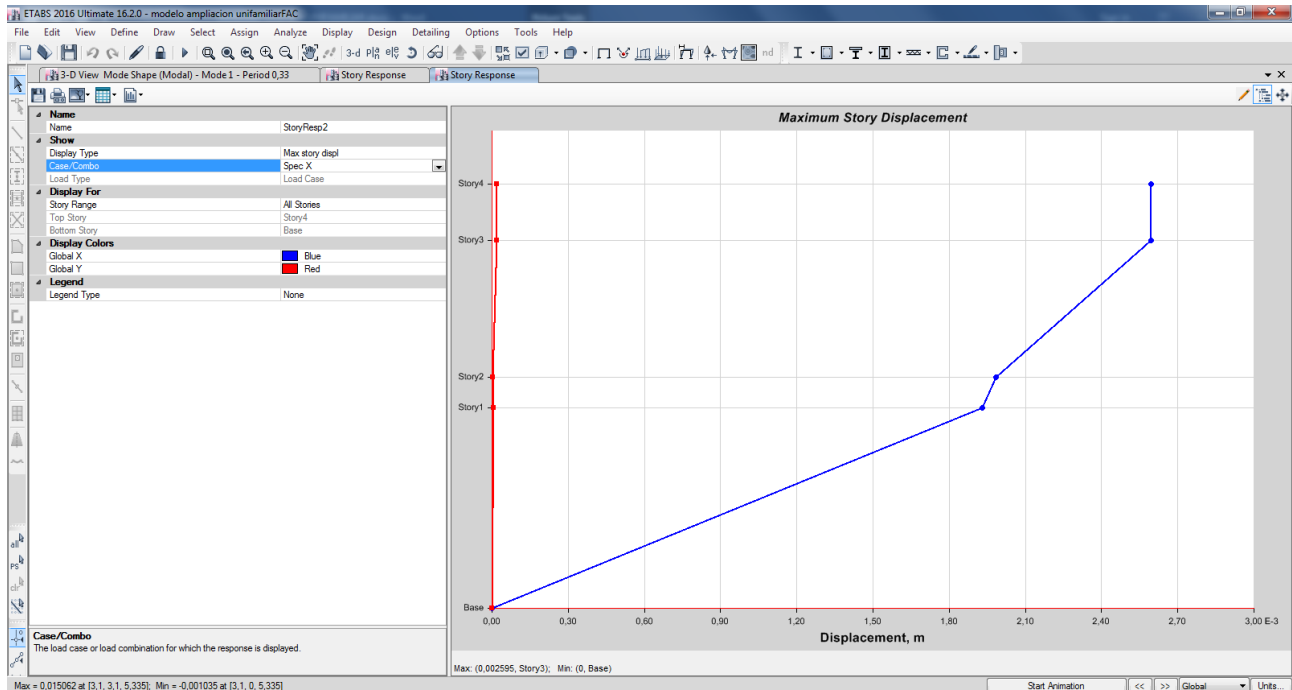 ETABS 2016 Ultimate 16.2.0 - modelo ampliacion unifamiliarFAC
File Edit View Define Draw Select Assign Analyze Display Design Detailing Options Tools Help
3-d nd
3-D View Mode Shape (Modal) - Mode 1 - Period 0,33 Story Response Story Response
Name
Name StoryResp2
Show
Display Type Max story displ
Case/Combo Spec X
Load Type Load Case
Display For
Story Range All Stories
Top Story Story4
Bottom Story Base
Display Colors
Global X Blue
Global Y Red
Legend
Legend Type None
all
PS
clr
Case/Combo
The load case or load combination for which the response is displayed.
Maximum Story Displacement
Story4
Story3
Story2
Story1
Base
0,00 0,30 0,60 0,90 1,20 1,50 1,80 2,10 2,40 2,70 3,00 E-3
Displacement, m
Max: (0,002595, Story3); Min: (0, Base)
Max = 0,015062 at [3,1, 3,1, 5,335]; Min = -0,001035 at [3,1, 0, 5,335] Start Animation << >> Global Units...